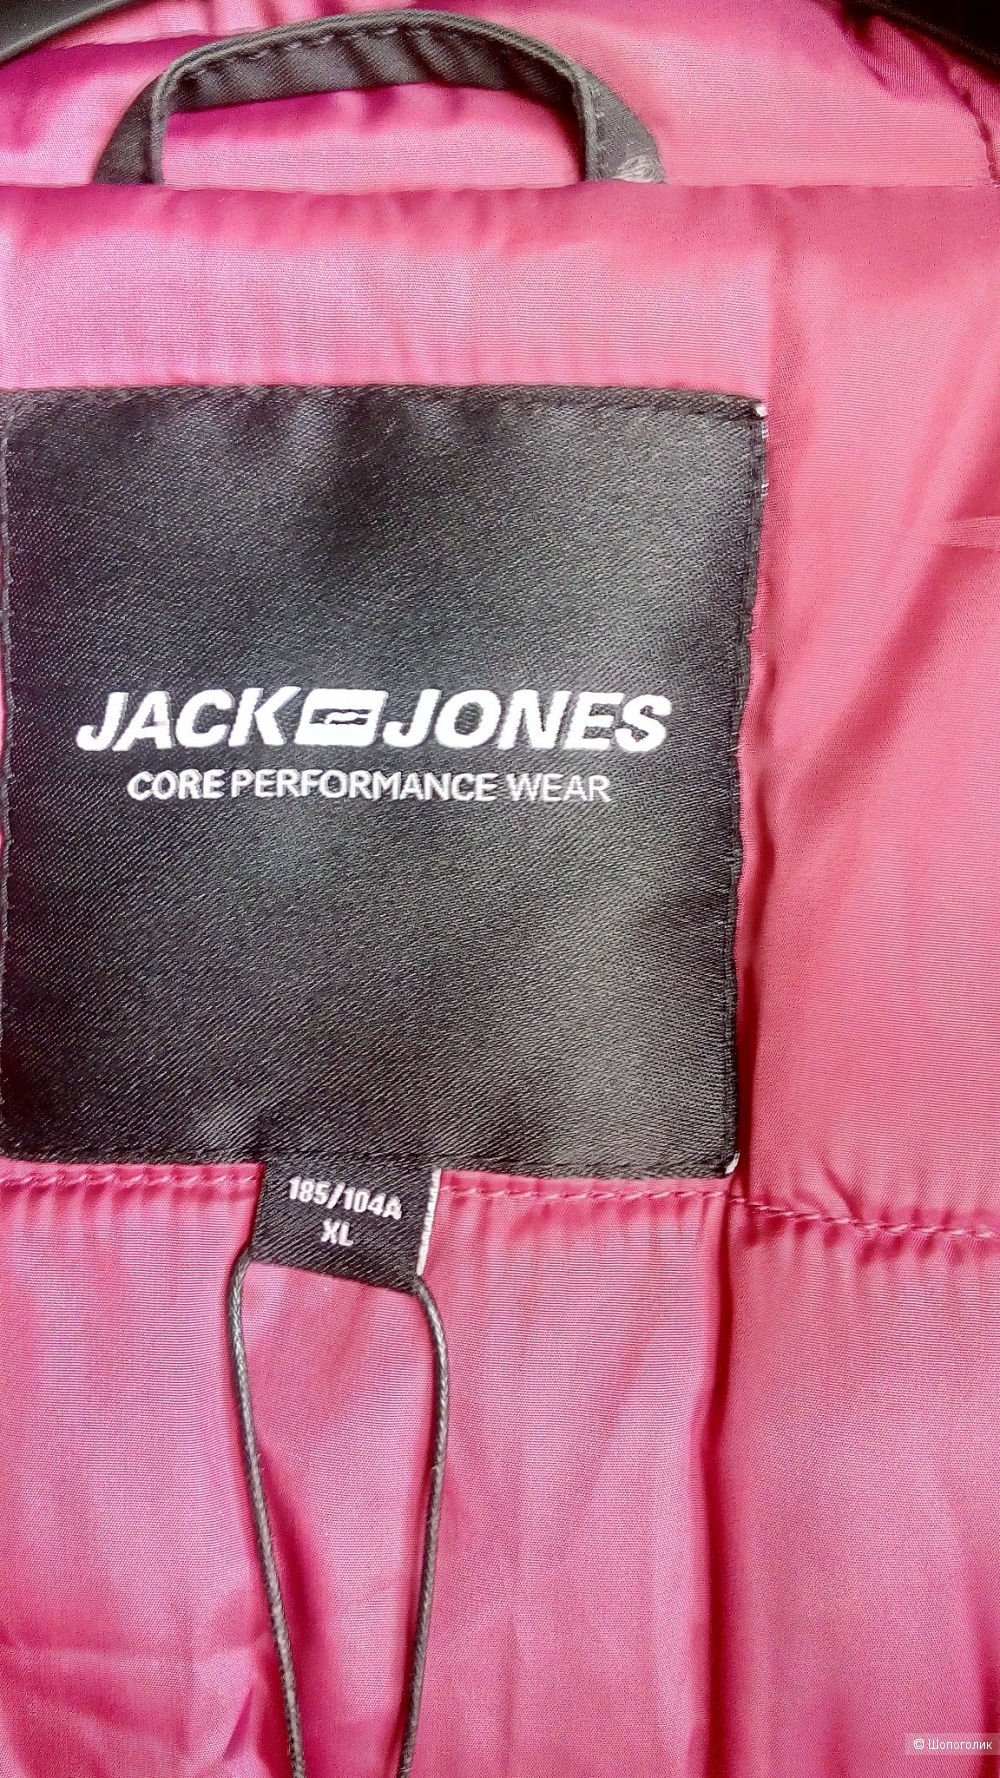 JACK JONES
CORE PERFORMANCE WEAR
185/104A
XL
© Шопоголик